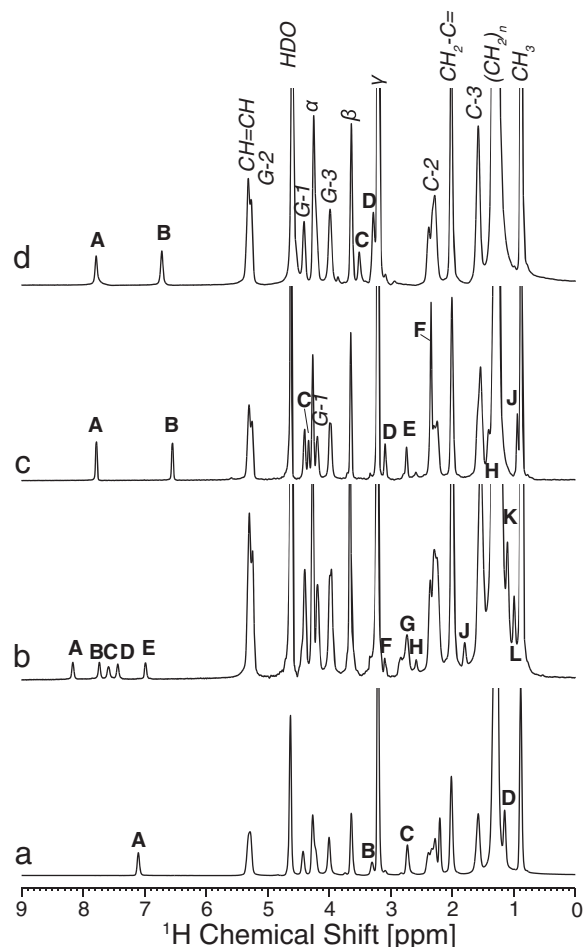 HDO
CH=CH
G-2
G-1
α
G-3
β
γ
C-2
CH2-C=
C-3
(CH2)n
CH3
d
A
B
C
D
c
A
B
C
G-1
D
E
F
H
J
b
A
B
C
D
E
F
G
H
J
K
L
a
A
B
C
D
9 8 7 6 5 4 3 2 1 0
1H Chemical Shift [ppm]